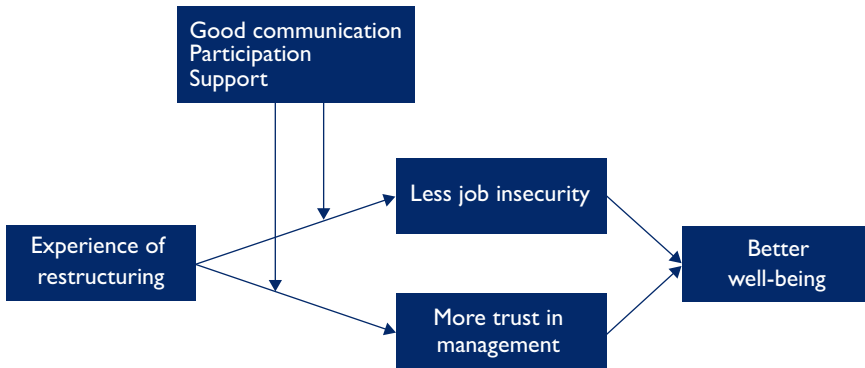 Good communication
Participation
Support
Less job insecurity
Experience of
restructuring
Better
well-being
More trust in
management